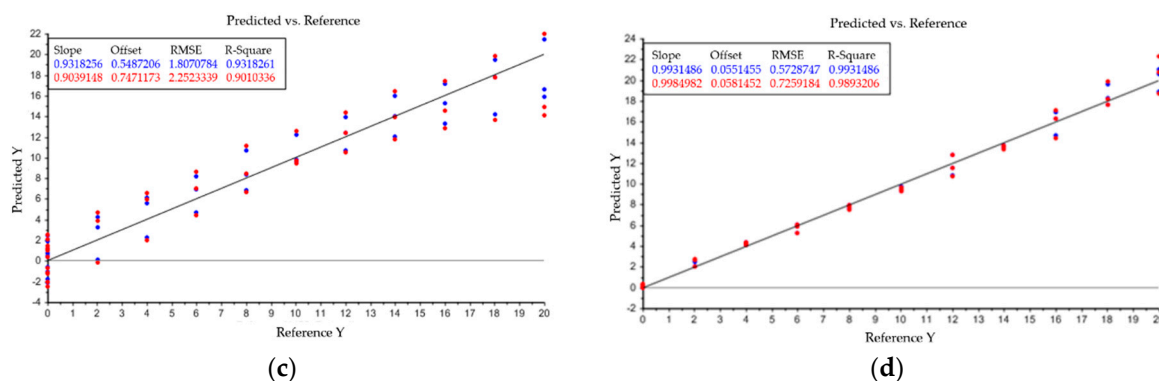 Predicted vs. Reference
Slope Offset RMSE R-Square
0.9318256 0.5487206 1.8070784 0.9318261
0.9039148 0.7471173 2.2523339 0.9010336
22
20
18
16
14
12
10
8
6
4
2
0
-2
-4
Predicted Y
0 1 2 3 4 5 6 7 8 9 10 11 12 13 14 15 16 17 18 19 20
Reference Y
(c)
Predicted vs. Reference
Slope Offset RMSE R-Square
0.9931486 0.0551455 0.5728747 0.9931486
0.9984982 0.0581452 0.7259184 0.9893206
24
22
20
18
16
14
12
10
8
6
4
2
0
-2
Predicted Y
0 1 2 3 4 5 6 7 8 9 10 11 12 13 14 15 16 17 18 19 20
Reference Y
(d)